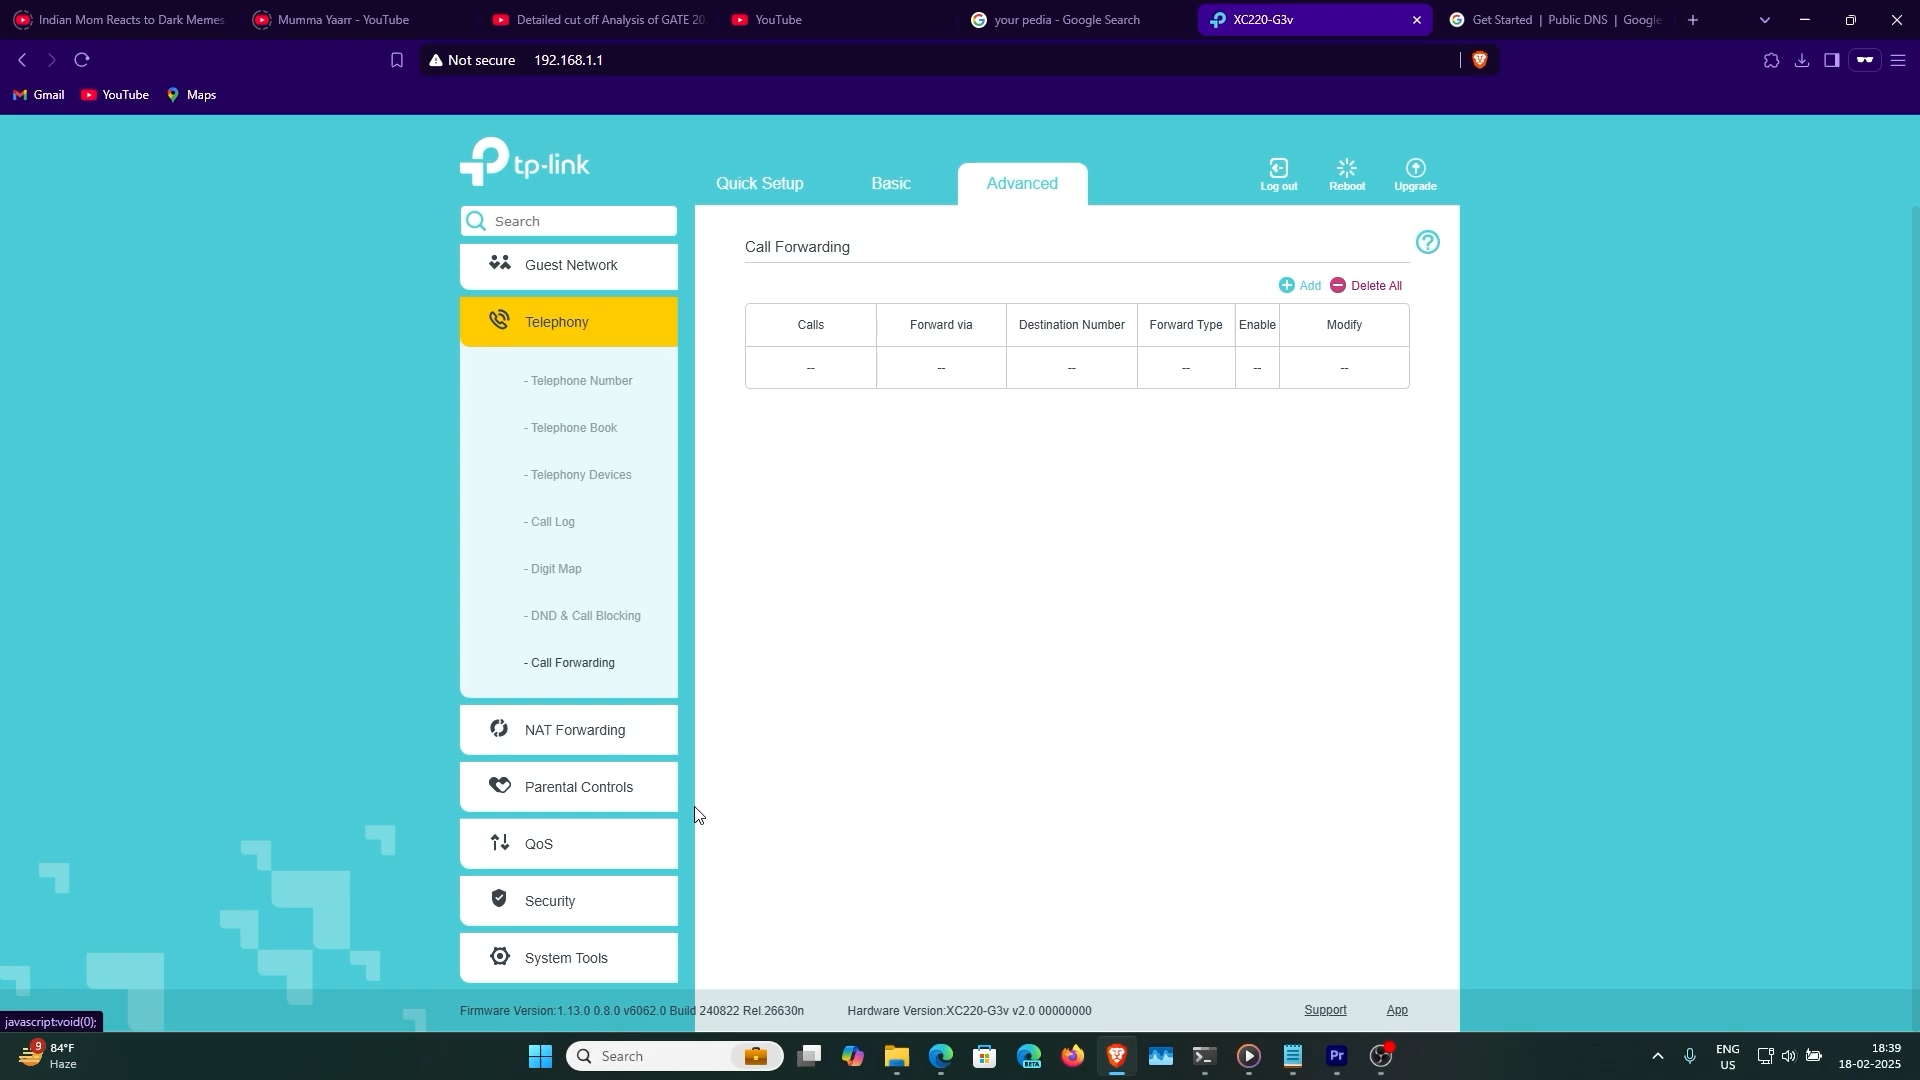 Indian Mom Reacts to Dark Memes
Mumma Yaarr - YouTube
Detailed cut off Analysis of GATE 20
YouTube
your pedia - Google Search
XC220-G3v
Get Started | Public DNS | Google
Not secure 192.168.1.1
Gmail YouTube Maps
tp-link
Quick Setup Basic Advanced
Log out Reboot Upgrade
Search
Guest Network
Telephony
- Telephone Number
- Telephone Book
- Telephony Devices
- Call Log
- Digit Map
- DND & Call Blocking
- Call Forwarding
NAT Forwarding
Parental Controls
QoS
Security
System Tools
Call Forwarding
?
Add Delete All
Calls Forward via Destination Number Forward Type Enable Modify
-- -- -- -- -- --
Firmware Version:1.13.0 0.8.0 v6062.0 Build 240822 Rel.26630n Hardware Version:XC220-G3v v2.0 00000000 Support App
javascript:void(0);
9 84°F
Haze
Search
BETA
Pr
ENG
US
18:39
18-02-2025